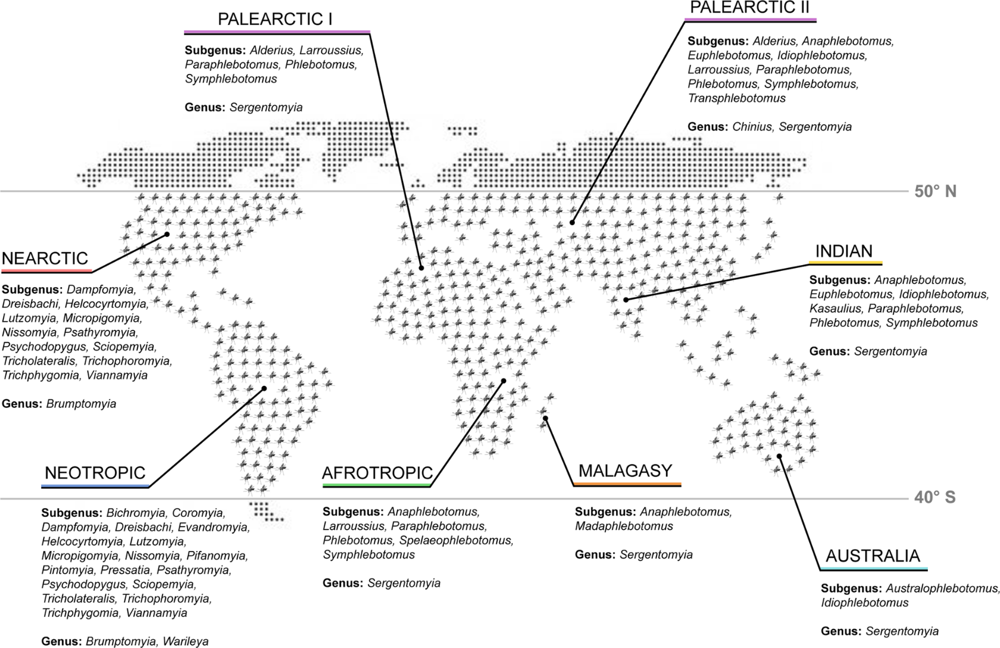 PALEARCTIC I
Subgenus: Alderius, Larroussius,
Paraphlebotomus, Phlebotomus,
Symphlebotomus
Genus: Sergentomyia
PALEARCTIC II
Subgenus: Alderius, Anaphlebotomus,
Euphlebotomus, Idiophlebotomus,
Larroussius, Paraphlebotomus,
Phlebotomus, Symphlebotomus,
Transphlebotomus
Genus: Chinius, Sergentomyia
50° N
NEARCTIC
Subgenus: Dampfomyia,
Dreisbachi, Helcocyrtomyia,
Lutzomyia, Micropigomyia,
Nissomyia, Psathyromyia,
Psychodopygus, Sciopemyia,
Tricholateralis, Trichophoromyia,
Trichphygomia, Viannamyia
Genus: Brumptomyia
INDIAN
Subgenus: Anaphlebotomus,
Euphlebotomus, Idiophlebotomus,
Kasaulius, Paraphlebotomus,
Phlebotomus, Symphlebotomus
Genus: Sergentomyia
NEOTROPIC
Subgenus: Bichromyia, Coromyia,
Dampfomyia, Dreisbachi, Evandromyia,
Helcocyrtomyia, Lutzomyia,
Micropigomyia, Nissomyia, Pifanomyia,
Pintomyia, Pressatia, Psathyromyia,
Psychodopygus, Sciopemyia,
Tricholateralis, Trichophoromyia,
Trichphygomia, Viannamyia
Genus: Brumptomyia, Warileya
AFROTROPIC
Subgenus: Anaphlebotomus,
Larroussius, Paraphlebotomus,
Phlebotomus, Spelaeophlebotomus,
Symphlebotomus
Genus: Sergentomyia
MALAGASY
Subgenus: Anaphlebotomus,
Madaphlebotomus
Genus: Sergentomyia
40° S
AUSTRALIA
Subgenus: Australophlebotomus,
Idiophlebotomus
Genus: Sergentomyia